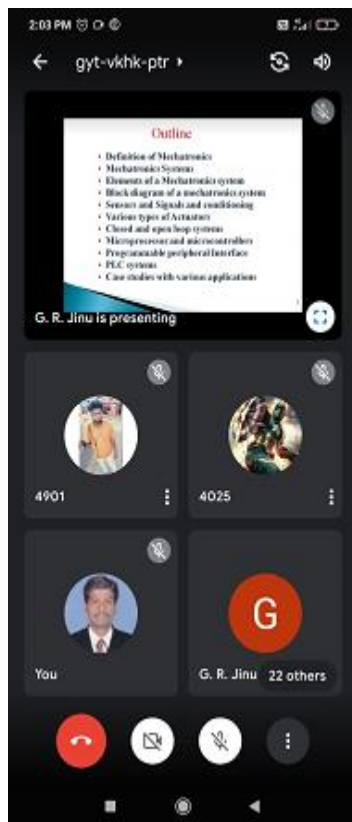 2:03 PM
gyt-vkhk-ptr
Outline
• Definition of Mechatronics
• Mechatronics Systems
• Elements of a Mechatronics system
• Block diagram of a mechatronics system
• Sensors and Signals and conditioning
• Various types of Actuators
• Closed and open loop systems
• Microprocessor and microcontrollers
• Programmable peripheral Interface
• PLC systems
• Case studies with various applications
G. R. Jinu is presenting
4901
4025
You
G
G. R. Jinu
22 others